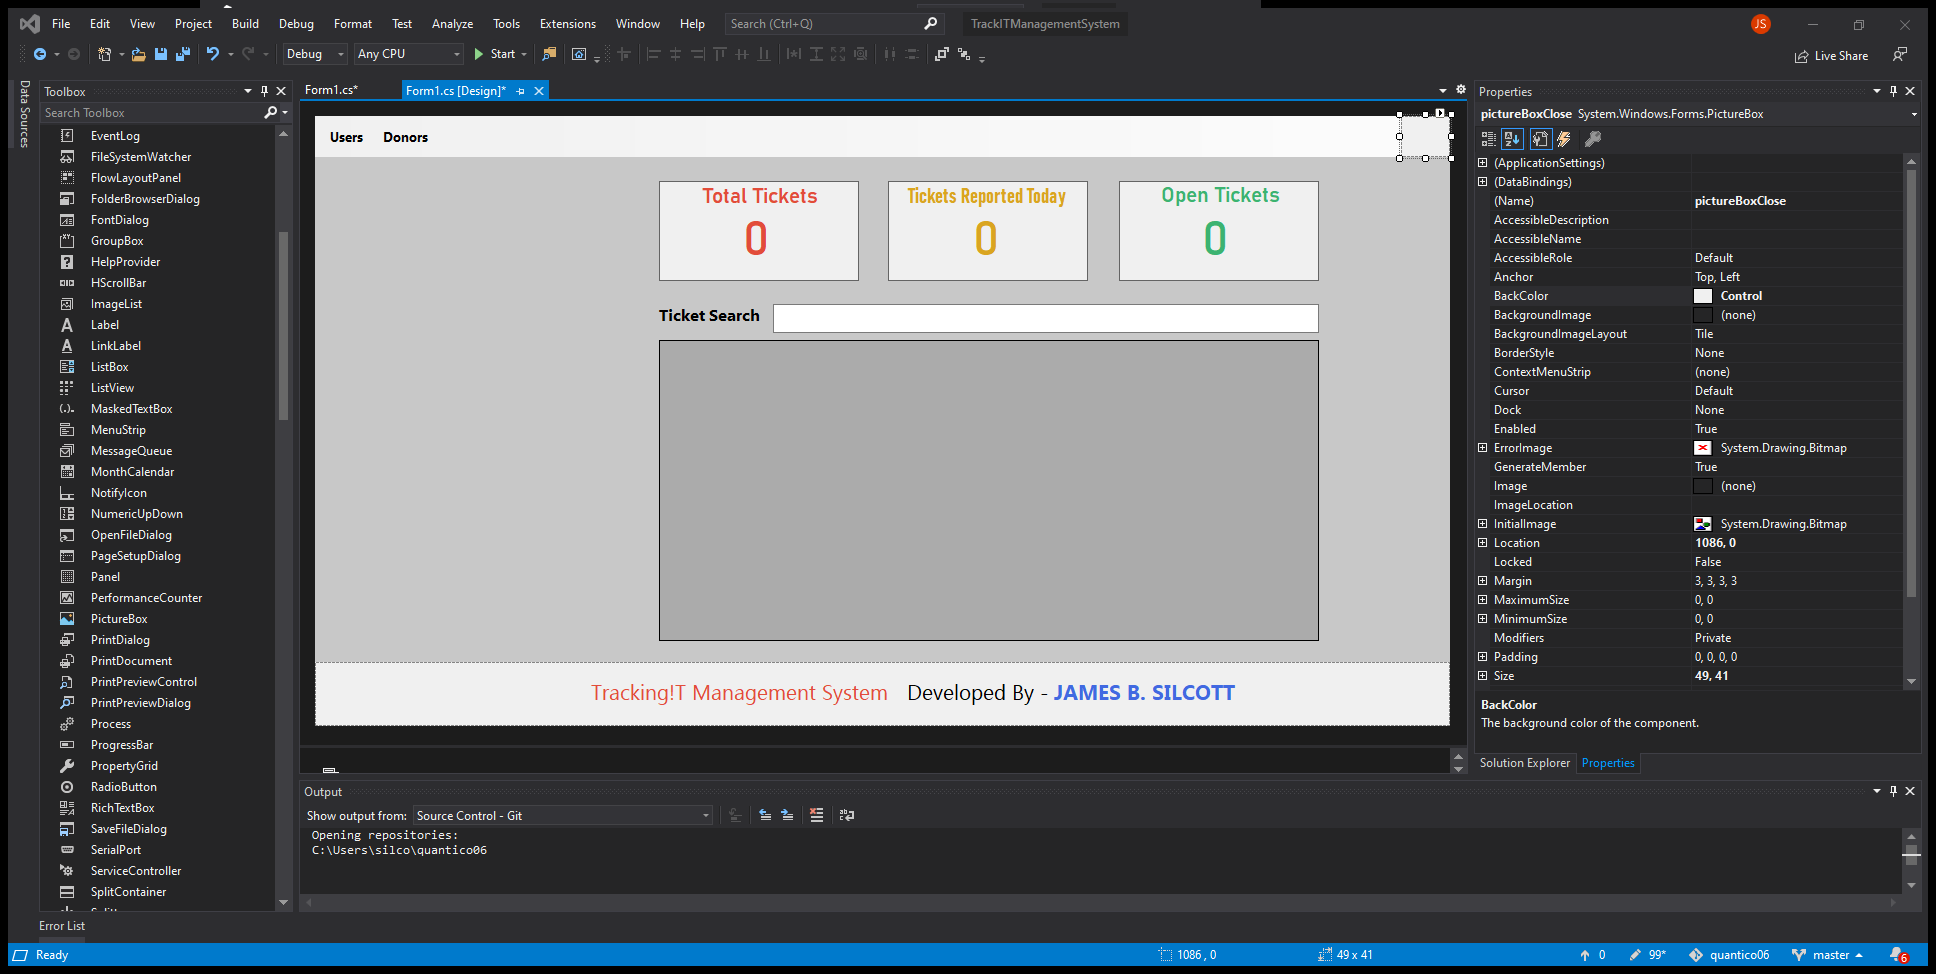 File Edit View Project Build Debug Format Test Analyze Tools Extensions Window Help Search (Ctrl+Q) TrackITManagementSystem JS
Debug Any CPU Start Live Share
Data Sources
Toolbox
Search Toolbox
EventLog
FileSystemWatcher
FlowLayoutPanel
FolderBrowserDialog
FontDialog
GroupBox
HelpProvider
HScrollBar
ImageList
Label
LinkLabel
ListBox
ListView
MaskedTextBox
MenuStrip
MessageQueue
MonthCalendar
NotifyIcon
NumericUpDown
OpenFileDialog
PageSetupDialog
Panel
PerformanceCounter
PictureBox
PrintDialog
PrintDocument
PrintPreviewControl
PrintPreviewDialog
Process
ProgressBar
PropertyGrid
RadioButton
RichTextBox
SaveFileDialog
SerialPort
ServiceController
SplitContainer
Form1.cs* Form1.cs [Design]*
Users Donors
Total Tickets
0
Tickets Reported Today
0
Open Tickets
0
Ticket Search
Tracking!T Management System Developed By - JAMES B. SILCOTT
Output
Show output from: Source Control - Git
Opening repositories:
C:\Users\silco\quantico06
Properties
pictureBoxClose System.Windows.Forms.PictureBox
(ApplicationSettings)
(DataBindings)
(Name) pictureBoxClose
AccessibleDescription
AccessibleName
AccessibleRole Default
Anchor Top, Left
BackColor Control
BackgroundImage (none)
BackgroundImageLayout Tile
BorderStyle None
ContextMenuStrip (none)
Cursor Default
Dock None
Enabled True
ErrorImage System.Drawing.Bitmap
GenerateMember True
Image (none)
ImageLocation
InitialImage System.Drawing.Bitmap
Location 1086, 0
Locked False
Margin 3, 3, 3, 3
MaximumSize 0, 0
MinimumSize 0, 0
Modifiers Private
Padding 0, 0, 0, 0
Size 49, 41
BackColor
The background color of the component.
Solution Explorer Properties
Error List
Ready 1086 , 0 49 x 41 0 99* quantico06 master 6